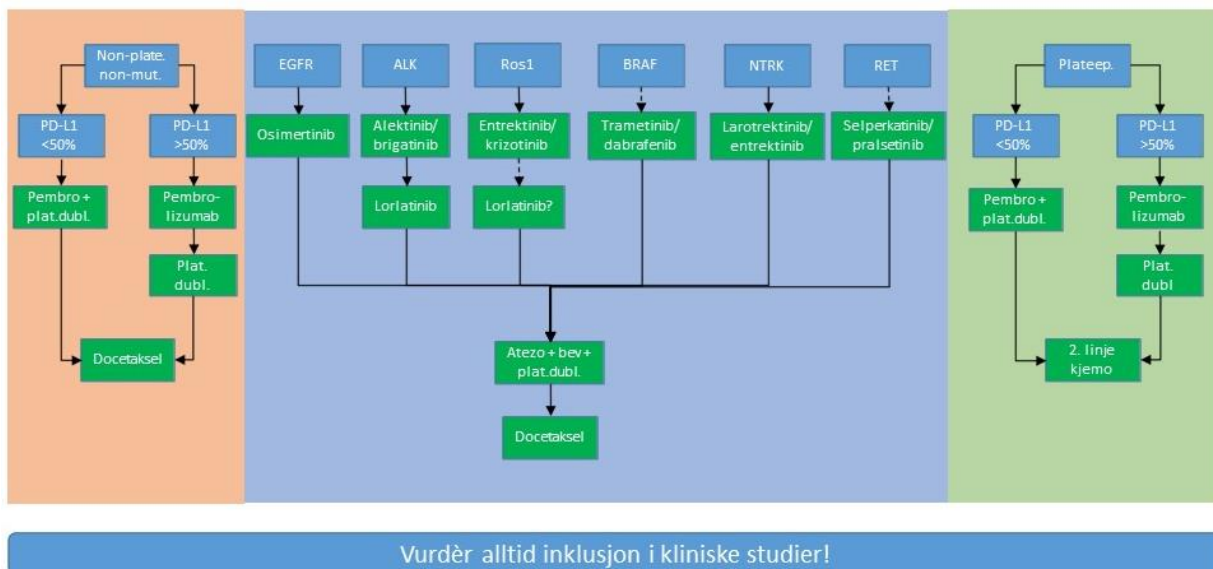 Non-plate.
non-mut.
PD-L1
<50%
PD-L1
>50%
Pembro +
plat.dubl.
Pembro-
lizumab
Plat.
dubl.
Docetaksel
EGFR
ALK
Ros1
BRAF
NTRK
RET
Osimertinib
Alektinib/
brigatinib
Entrektinib/
krizotinib
Trametinib/
dabrafenib
Larotrektinib/
entrektinib
Selperkatinib/
pralsetinib
Lorlatinib
Lorlatinib?
Atezo + bev +
plat.dubl.
Docetaksel
Plateep.
PD-L1
<50%
PD-L1
>50%
Pembro +
plat.dubl.
Pembro-
lizumab
Plat.
dubl
2. linje
kjemo
Vurdèr alltid inklusjon i kliniske studier!